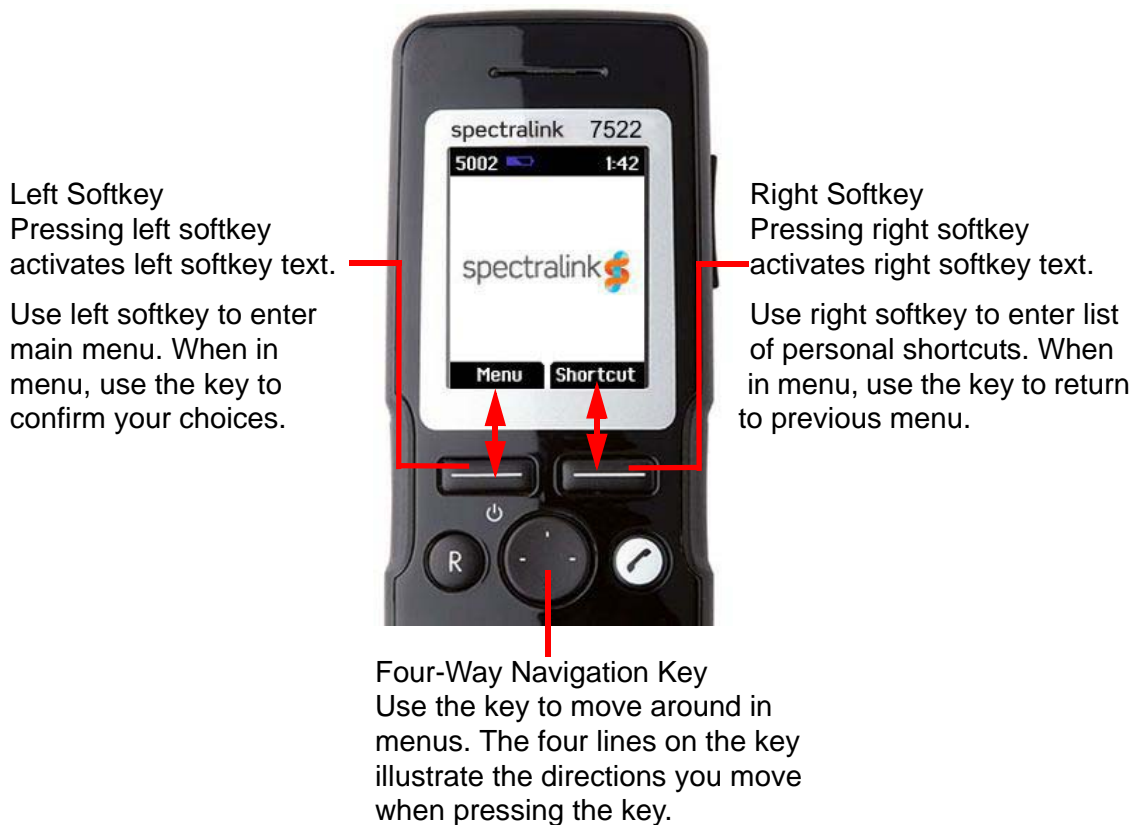 spectralink 7522
5002 1:42
spectralink
Menu Shortcut
R
Left Softkey
Pressing left softkey
activates left softkey text.
Use left softkey to enter
main menu. When in
menu, use the key to
confirm your choices.
Right Softkey
Pressing right softkey
activates right softkey text.
Use right softkey to enter list
of personal shortcuts. When
in menu, use the key to return
to previous menu.
Four-Way Navigation Key
Use the key to move around in
menus. The four lines on the key
illustrate the directions you move
when pressing the key.